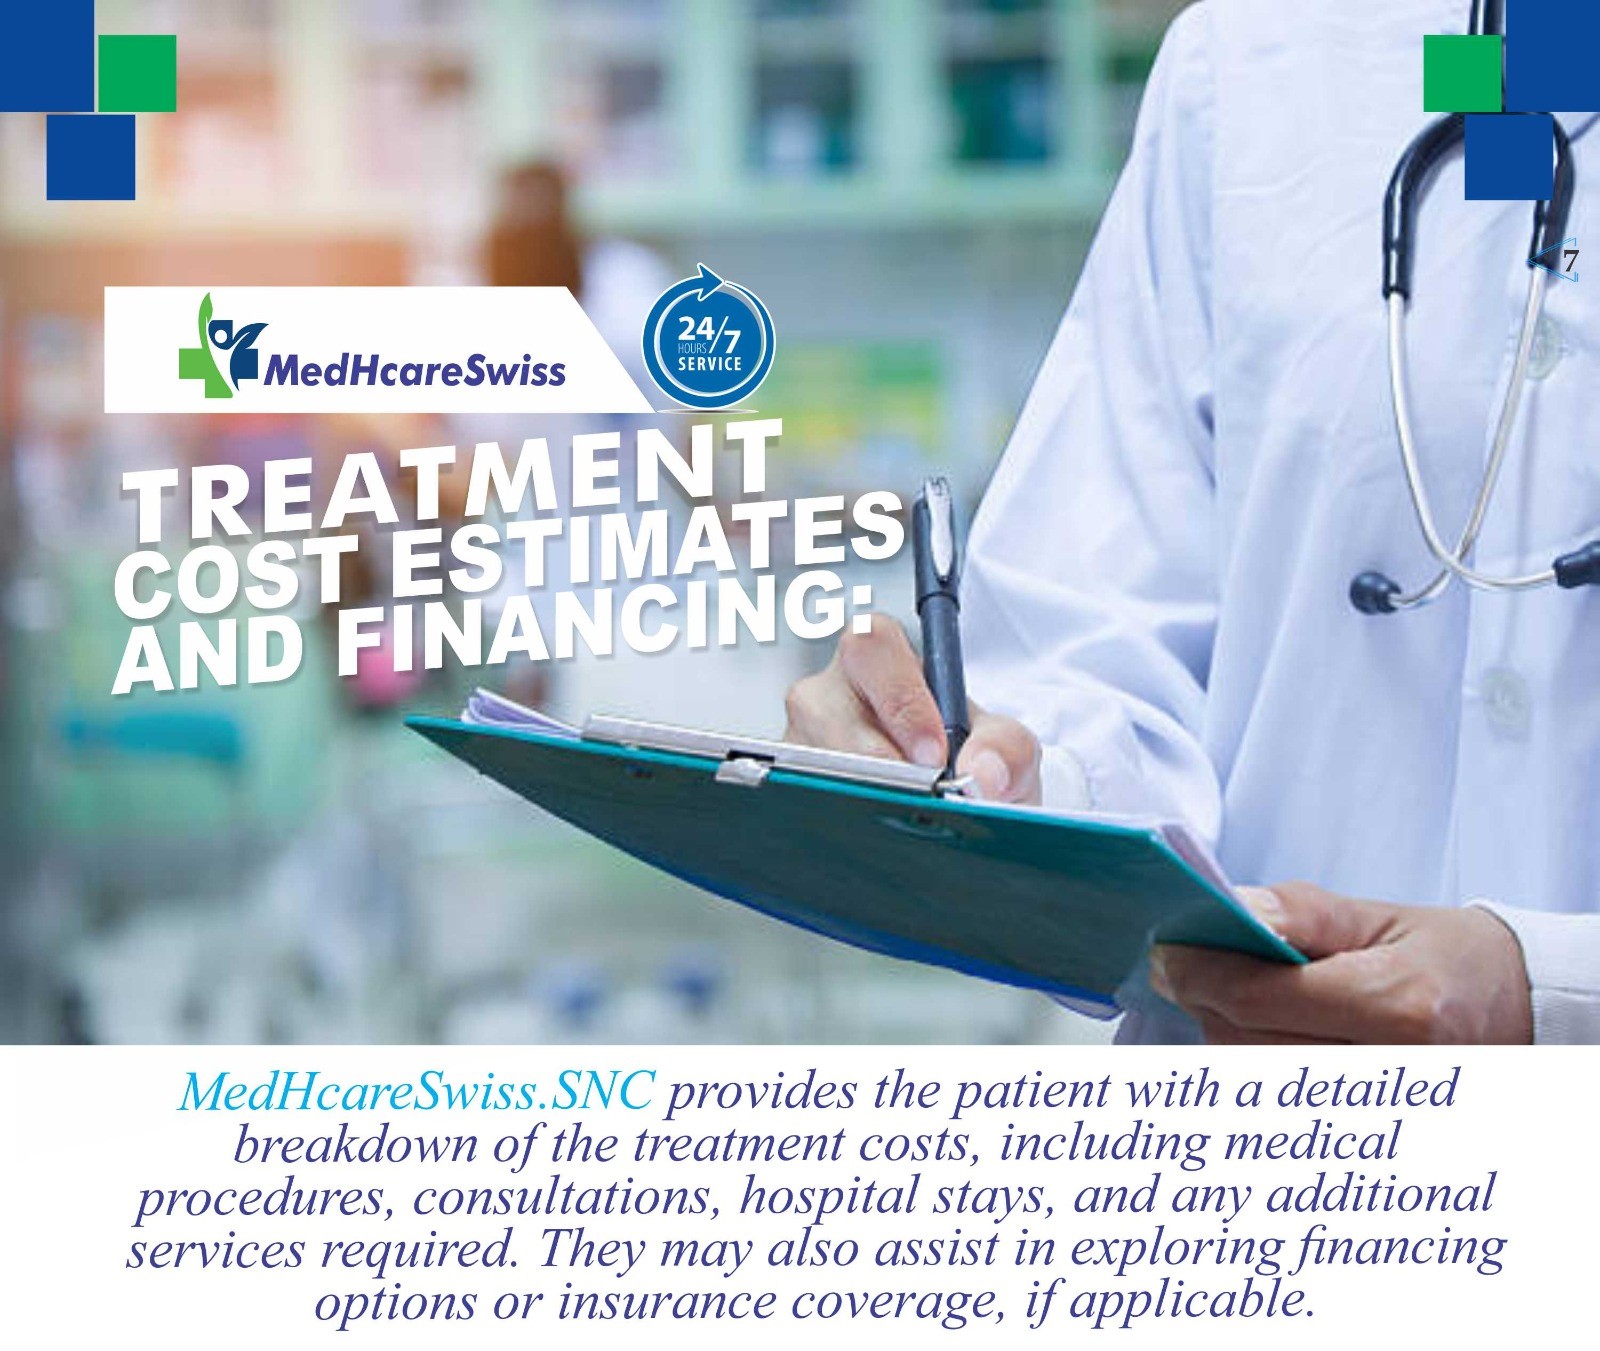 MedHcareSwiss
24/7
HOURS
SERVICE
7
TREATMENT
COST ESTIMATES
AND FINANCING:
MedHcareSwiss.SNC provides the patient with a detailed
breakdown of the treatment costs, including medical
procedures, consultations, hospital stays, and any additional
services required. They may also assist in exploring financing
options or insurance coverage, if applicable.